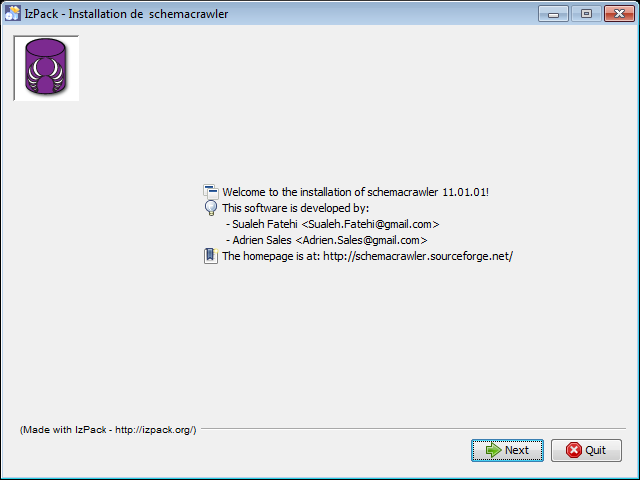 IzPack - Installation de schemacrawler
Welcome to the installation of schemacrawler 11.01.01!
This software is developed by:
- Sualeh Fatehi <Sualeh.Fatehi@gmail.com>
- Adrien Sales <Adrien.Sales@gmail.com>
The homepage is at: http://schemacrawler.sourceforge.net/
(Made with IzPack - http://izpack.org/)
Next
Quit